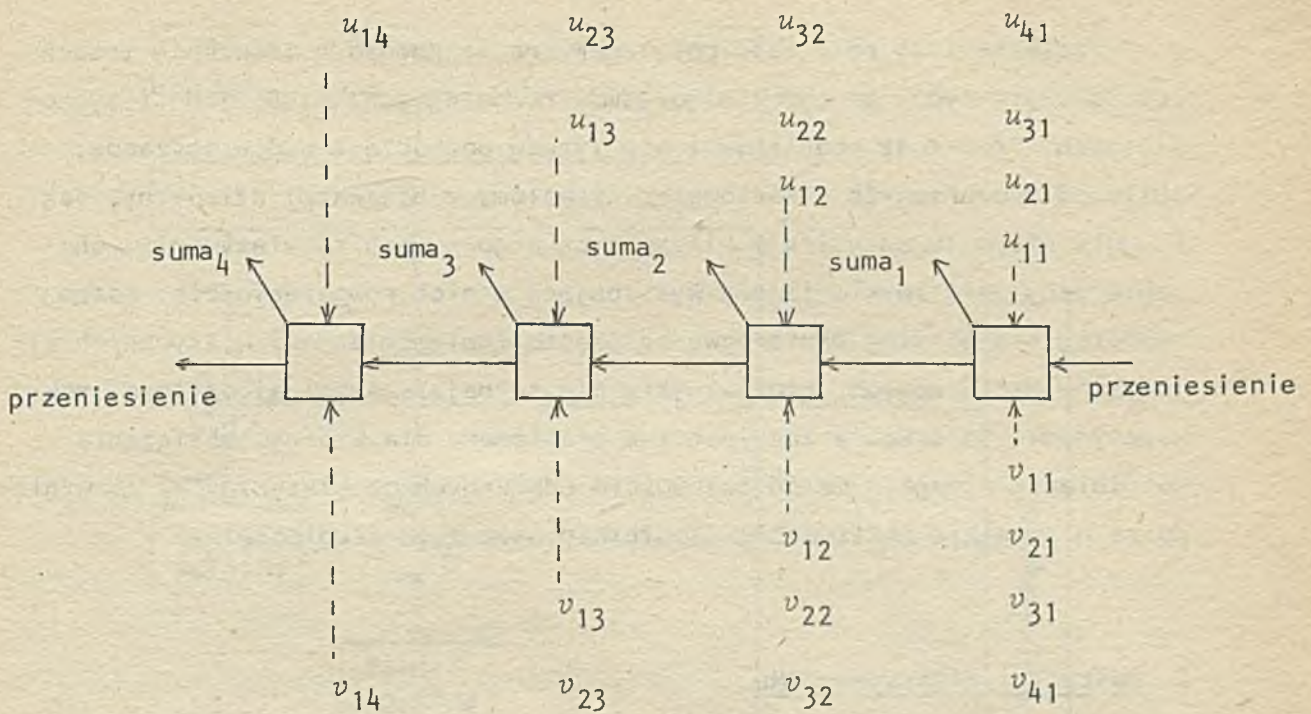 u14 u23 u32 u41
u13 u22 u31
u12 u21
u11
suma4 suma3 suma2 suma1
przeniesienie przeniesienie
v11
v12 v21
v13 v22 v31
v14 v23 v32 v41